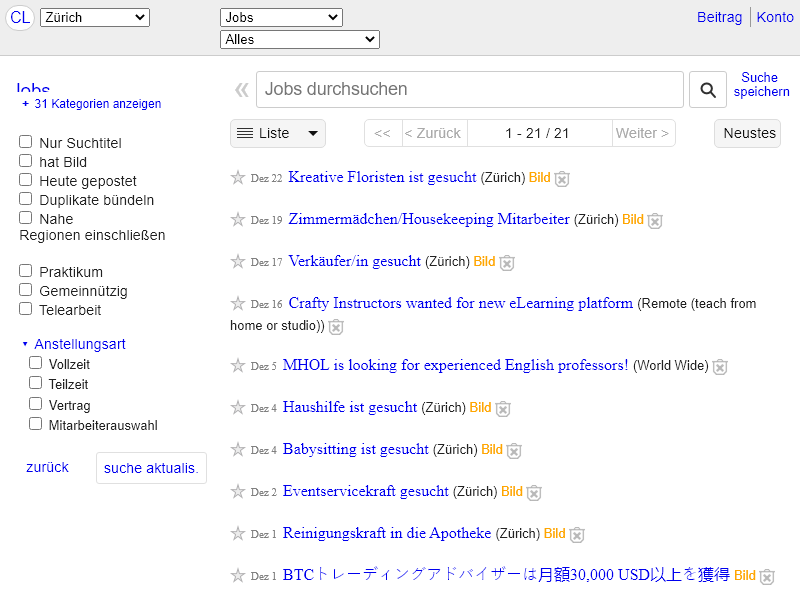 CL Zürich Jobs Beitrag Konto
Alles
Jobs
+ 31 Kategorien anzeigen
Nur Suchtitel
hat Bild
Heute gepostet
Duplikate bündeln
Nahe
Regionen einschließen
Praktikum
Gemeinnützig
Telearbeit
Anstellungsart
Vollzeit
Teilzeit
Vertrag
Mitarbeiterauswahl
zurück suche aktualis.
« Jobs durchsuchen Suche
speichern
Liste << < Zurück 1 - 21 / 21 Weiter > Neustes
Dez 22 Kreative Floristen ist gesucht (Zürich) Bild
Dez 19 Zimmermädchen/Housekeeping Mitarbeiter (Zürich) Bild
Dez 17 Verkäufer/in gesucht (Zürich) Bild
Dez 16 Crafty Instructors wanted for new eLearning platform (Remote (teach from
home or studio))
Dez 5 MHOL is looking for experienced English professors! (World Wide)
Dez 4 Haushilfe ist gesucht (Zürich) Bild
Dez 4 Babysitting ist gesucht (Zürich) Bild
Dez 2 Eventservicekraft gesucht (Zürich) Bild
Dez 1 Reinigungskraft in die Apotheke (Zürich) Bild
Dez 1 BTCトレーディングアドバイザーは月額30,000 USD以上を獲得 Bild